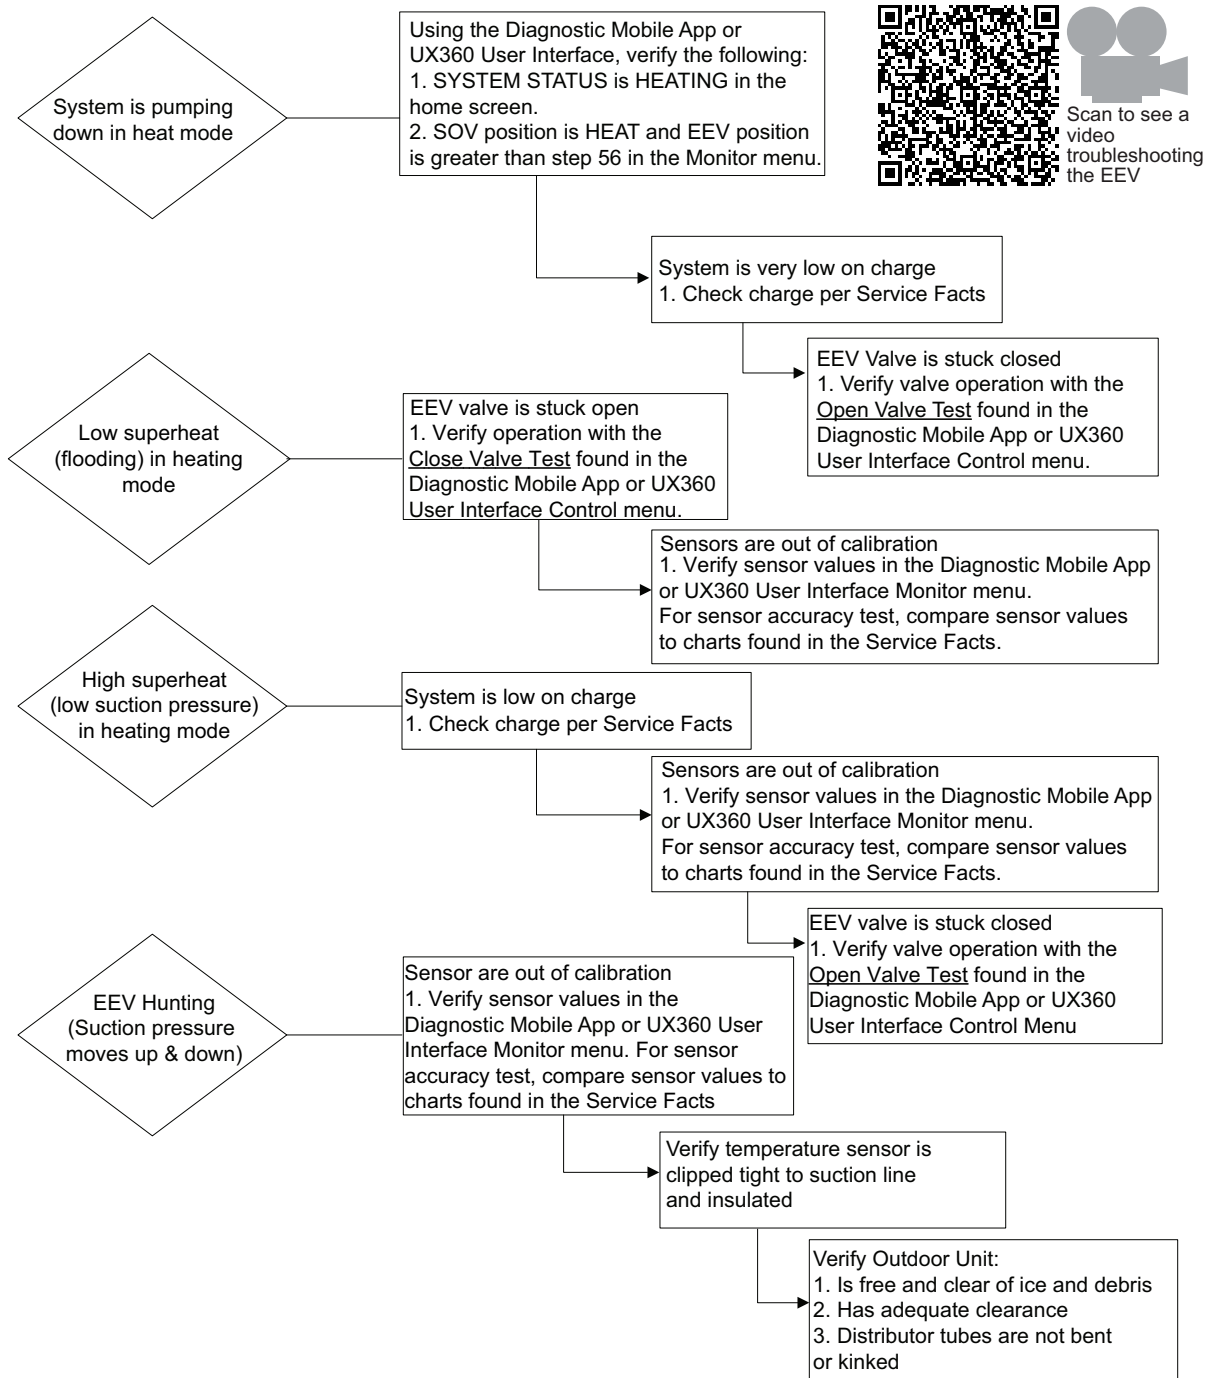 System is pumping
down in heat mode
Using the Diagnostic Mobile App or
UX360 User Interface, verify the following:
1. SYSTEM STATUS is HEATING in the
home screen.
2. SOV position is HEAT and EEV position
is greater than step 56 in the Monitor menu.
Scan to see a
video
troubleshooting
the EEV
System is very low on charge
1. Check charge per Service Facts
EEV Valve is stuck closed
1. Verify valve operation with the
Open Valve Test found in the
Diagnostic Mobile App or UX360
User Interface Control menu.
Low superheat
(flooding) in heating
mode
EEV valve is stuck open
1. Verify operation with the
Close Valve Test found in the
Diagnostic Mobile App or UX360
User Interface Control menu.
Sensors are out of calibration
1. Verify sensor values in the Diagnostic Mobile App
or UX360 User Interface Monitor menu.
For sensor accuracy test, compare sensor values
to charts found in the Service Facts.
High superheat
(low suction pressure)
in heating mode
System is low on charge
1. Check charge per Service Facts
Sensors are out of calibration
1. Verify sensor values in the Diagnostic Mobile App
or UX360 User Interface Monitor menu.
For sensor accuracy test, compare sensor values
to charts found in the Service Facts.
EEV valve is stuck closed
1. Verify valve operation with the
Open Valve Test found in the
Diagnostic Mobile App or UX360
User Interface Control Menu
EEV Hunting
(Suction pressure
moves up & down)
Sensor are out of calibration
1. Verify sensor values in the
Diagnostic Mobile App or UX360 User
Interface Monitor menu. For sensor
accuracy test, compare sensor values to
charts found in the Service Facts
Verify temperature sensor is
clipped tight to suction line
and insulated
Verify Outdoor Unit:
1. Is free and clear of ice and debris
2. Has adequate clearance
3. Distributor tubes are not bent
or kinked